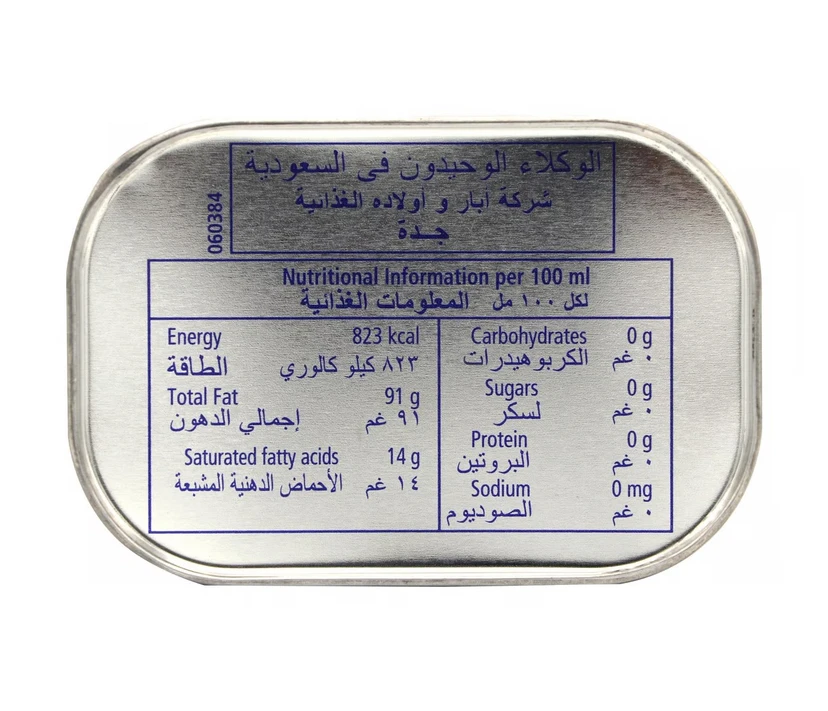 الوكلاء الوحيدون فى السعودية
شركة ابار و اولاده الغذائية
جـدة
060384
Nutritional Information per 100 ml
المعلومات الغذائية لكل ١٠٠ مل
Energy 823 kcal
الطاقة ٨٢٣ كيلو كالوري
Total Fat 91 g
إجمالي الدهون ٩١ غم
Saturated fatty acids 14 g
الأحماض الدهنية المشبعة ١٤ غم
Carbohydrates 0 g
الكربوهيدرات ٠ غم
Sugars 0 g
لسكر ٠ غم
Protein 0 g
البروتين ٠ غم
Sodium 0 mg
الصوديوم ٠ غم